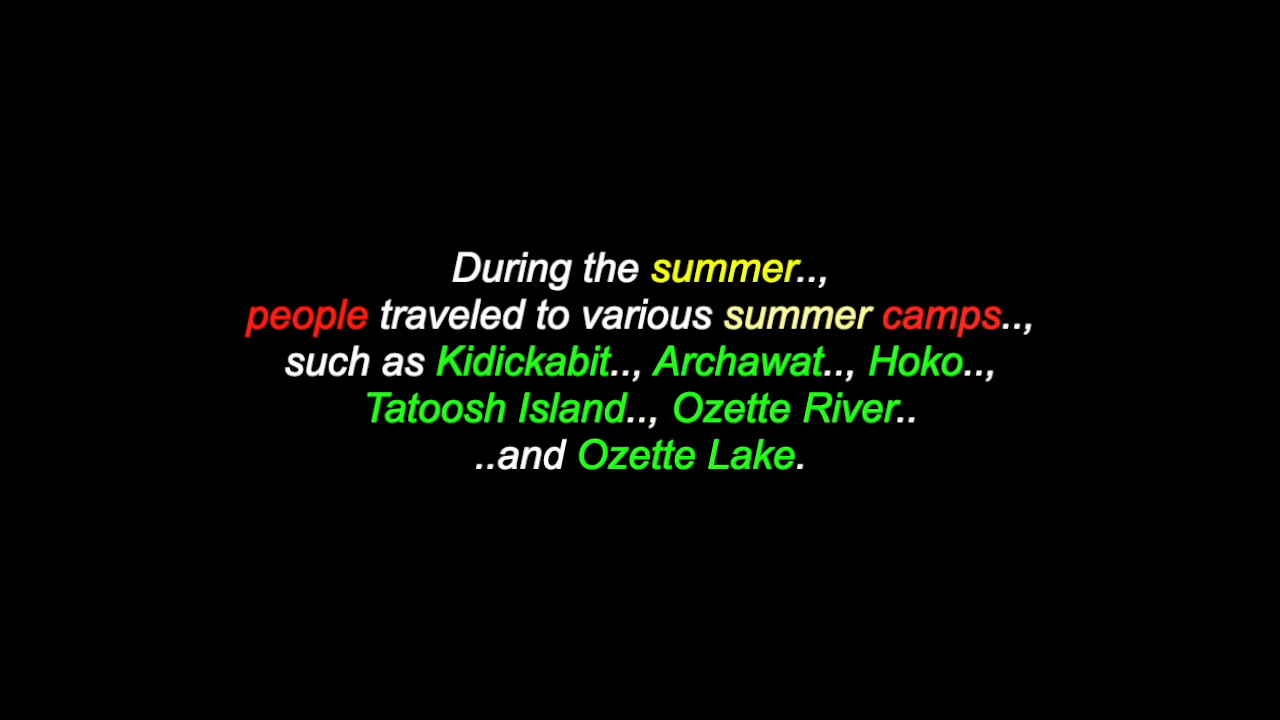 During the summer..,
people traveled to various summer camps..,
such as Kidickabit.., Archawat.., Hoko..,
Tatoosh Island.., Ozette River..
..and Ozette Lake.